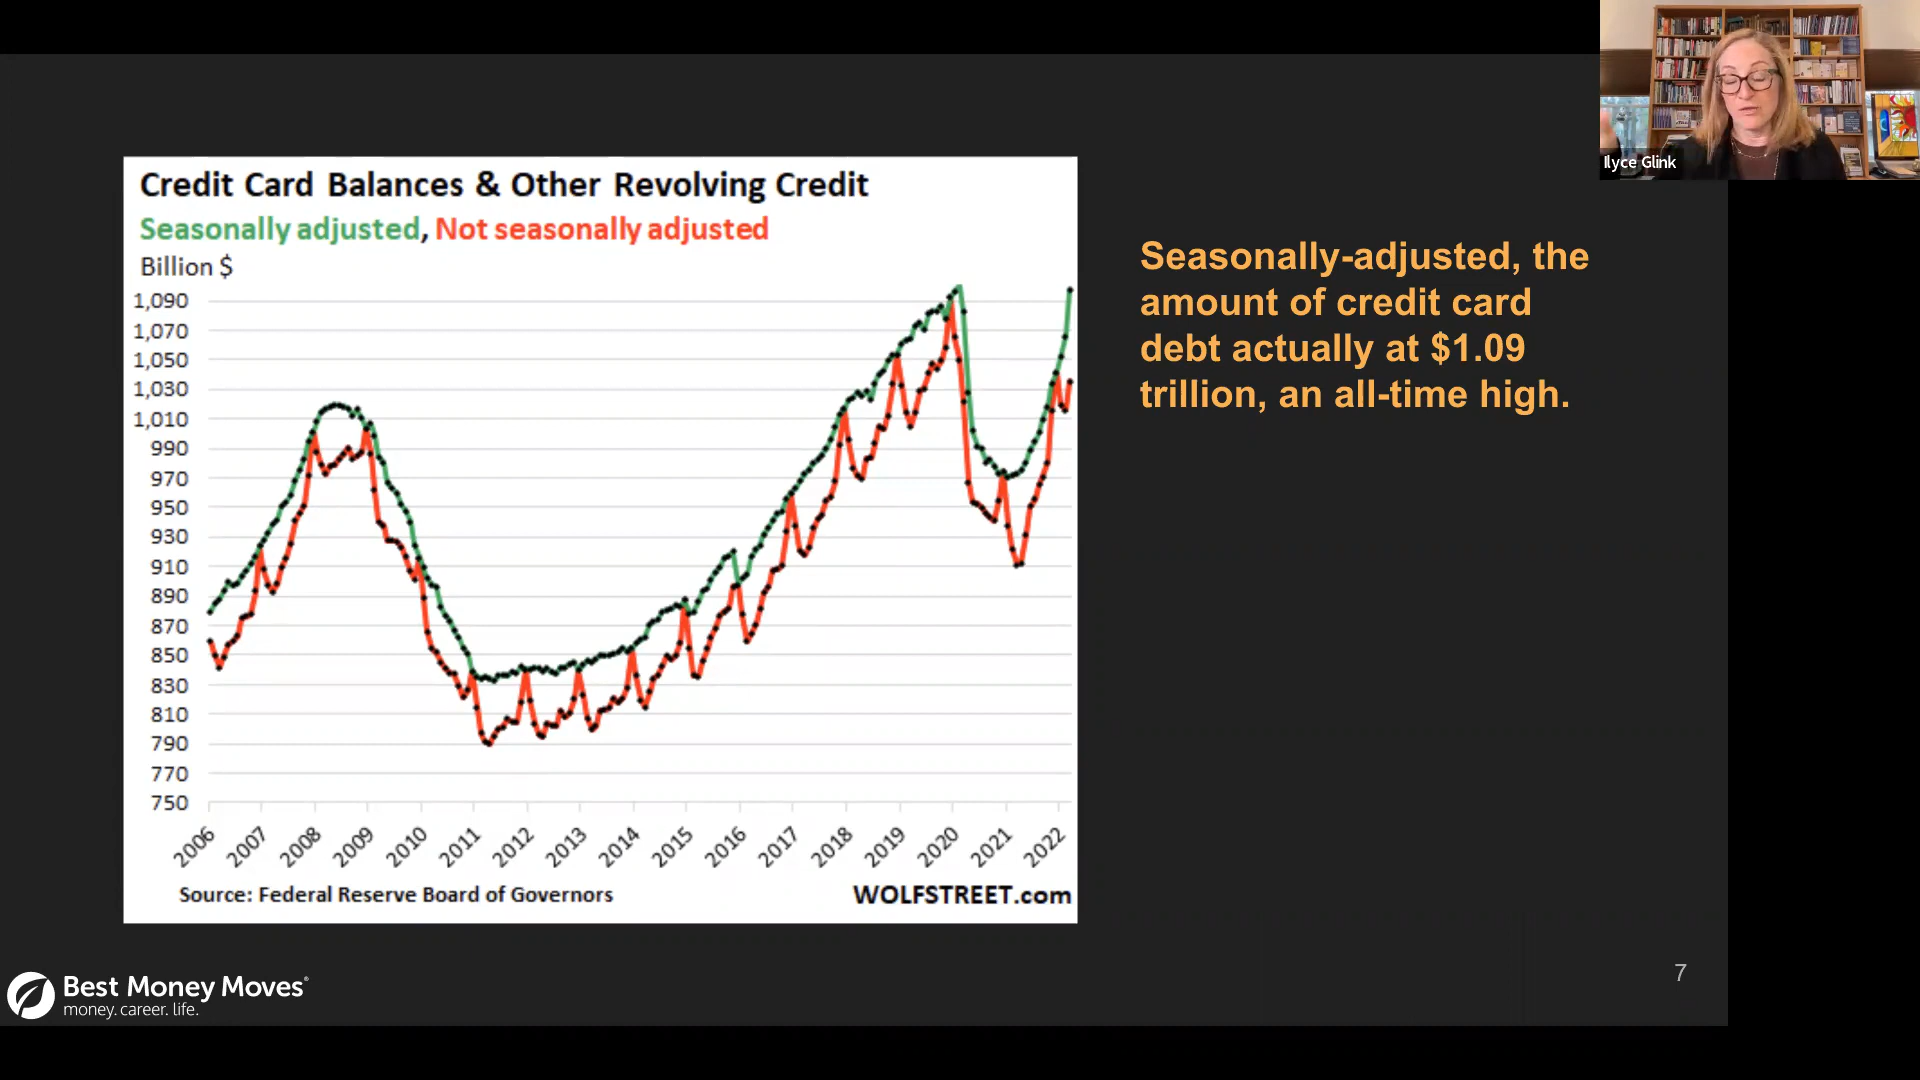 Credit Card Balances & Other Revolving Credit
Seasonally adjusted, Not seasonally adjusted
Billion $
1,090
1,070
1,050
1,030
1,010
990
970
950
930
910
890
870
850
830
810
790
770
750
2006 2007 2008 2009 2010 2011 2012 2013 2014 2015 2016 2017 2018 2019 2020 2021 2022
Source: Federal Reserve Board of Governors
WOLFSTREET.com
Seasonally-adjusted, the
amount of credit card
debt actually at $1.09
trillion, an all-time high.
Ilyce Glink
Best Money Moves
money. career. life.
7